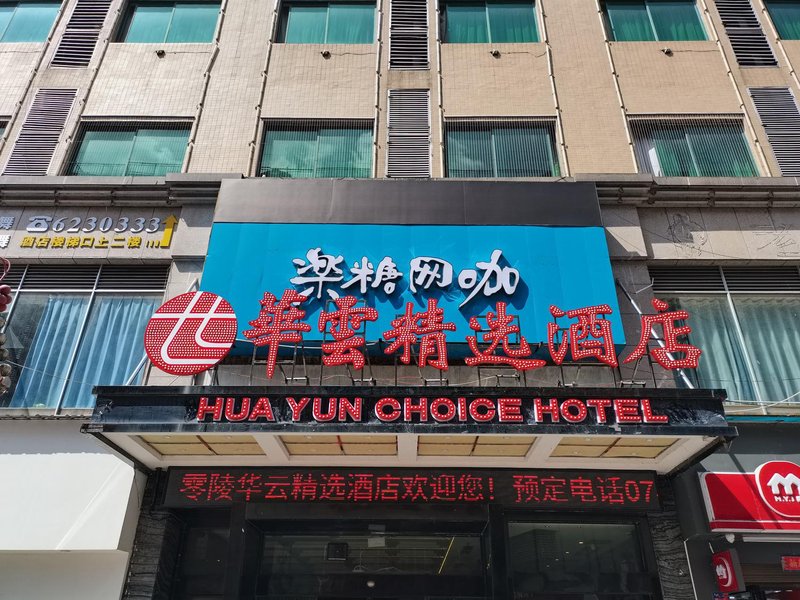 6230333
酒店楼梯口上二楼
楽糖网咖
華雲精选酒店
HUA YUN CHOICE HOTEL
零陵华云精选酒店欢迎您！预定电话07
M.Y.I